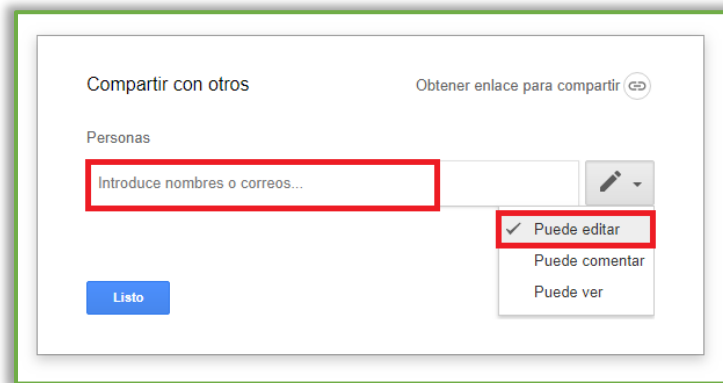 Compartir con otros
Obtener enlace para compartir
Personas
Introduce nombres o correos...
Puede editar
Puede comentar
Puede ver
Listo